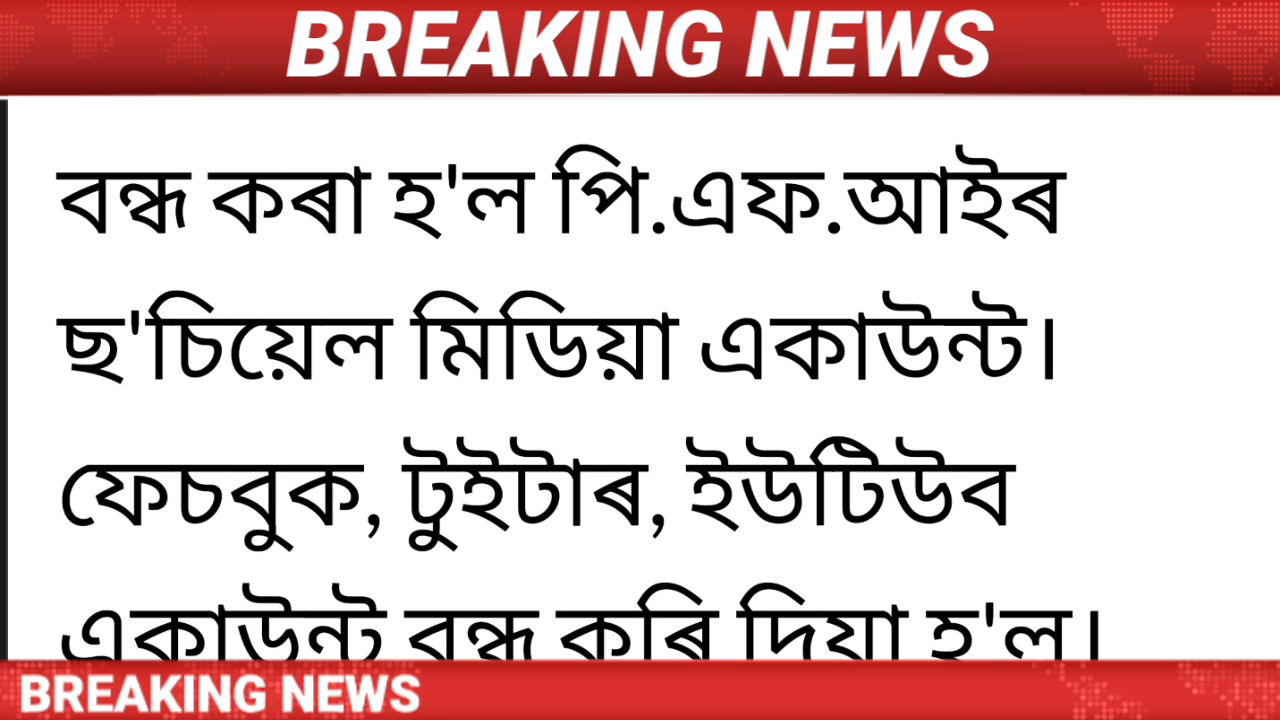 BREAKING NEWS
বন্ধ কৰা হ'ল পি.এফ.আইৰ
ছ'চিয়েল মিডিয়া একাউন্ট।
ফেচবুক, টুইটাৰ, ইউটিউব
একাউন্ট বন্ধ কৰি দিয়া হ'ল।
BREAKING NEWS